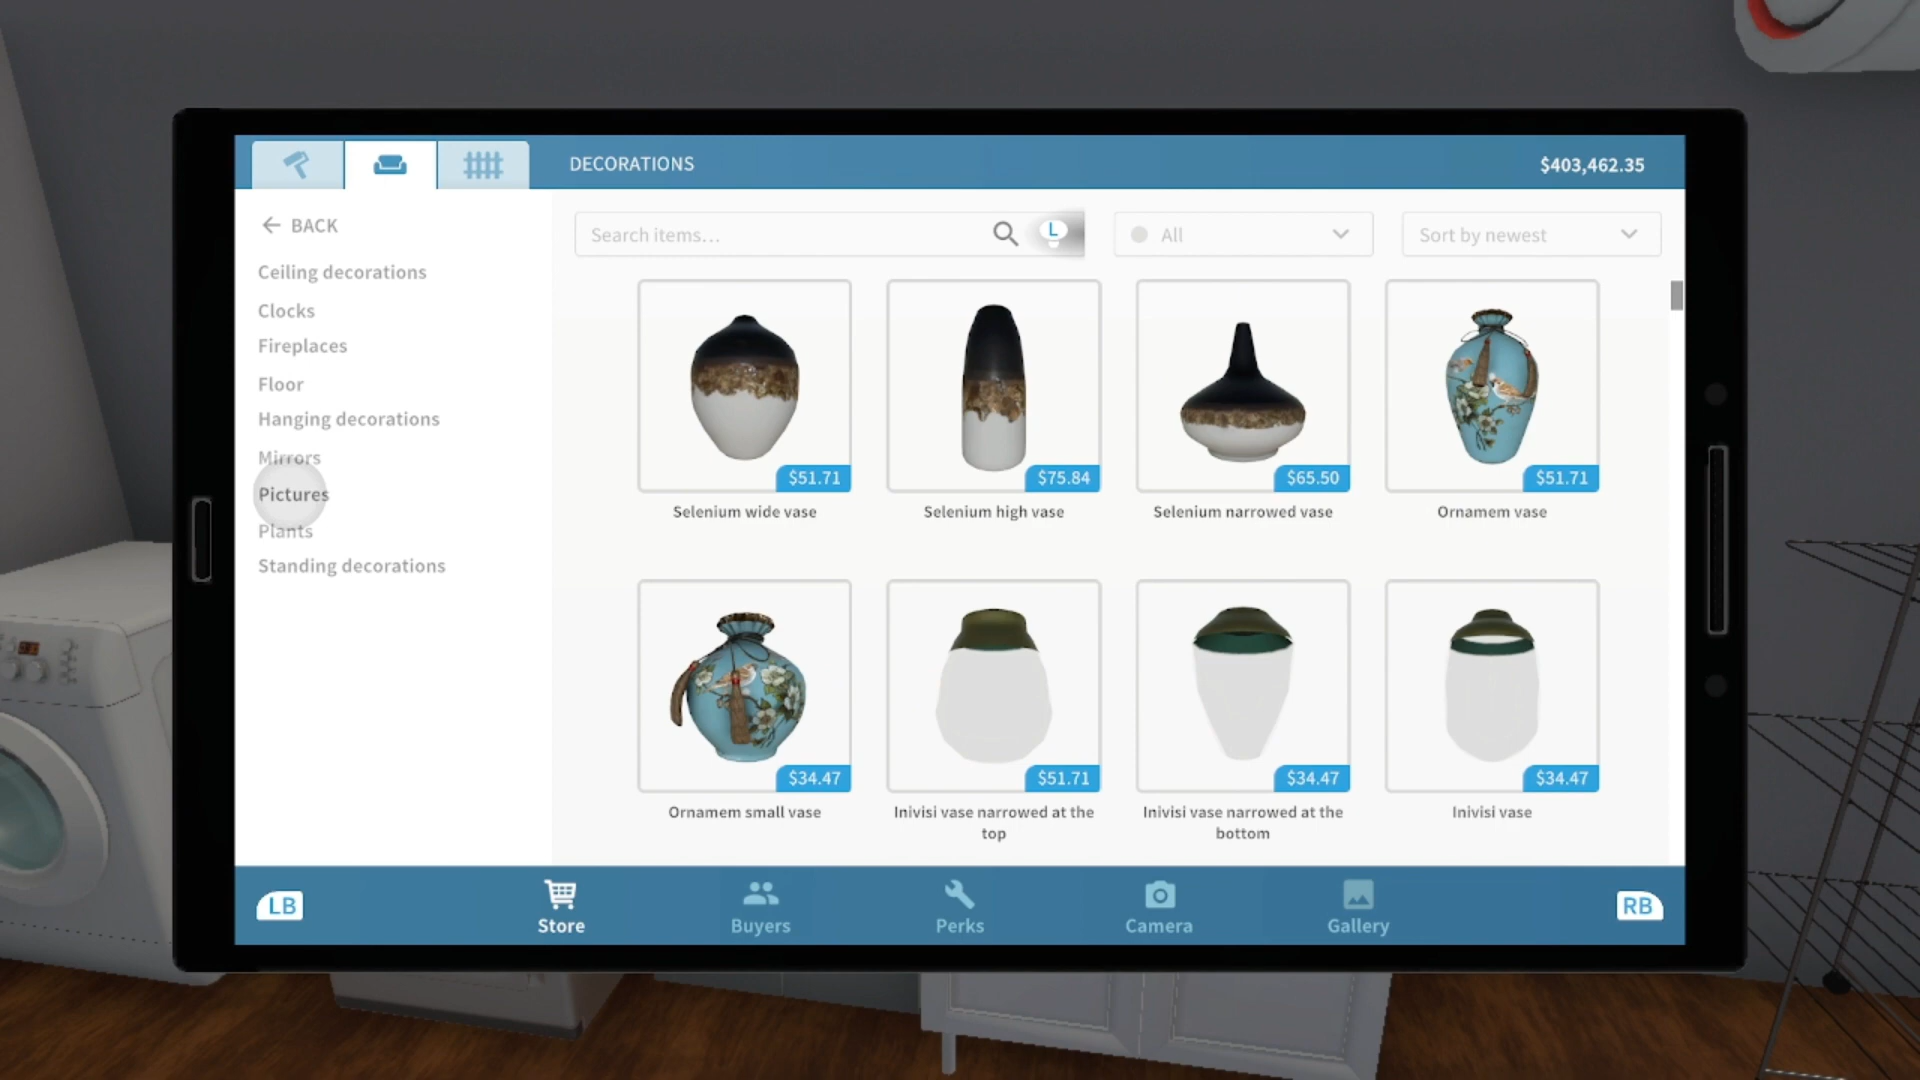 DECORATIONS
$403,462.35
BACK
Ceiling decorations
Clocks
Fireplaces
Floor
Hanging decorations
Mirrors
Pictures
Plants
Standing decorations
Search items...
L
All
Sort by newest
$51.71
Selenium wide vase
$75.84
Selenium high vase
$65.50
Selenium narrowed vase
$51.71
Ornamem vase
$34.47
Ornamem small vase
$51.71
Inivisi vase narrowed at the
top
$34.47
Inivisi vase narrowed at the
bottom
$34.47
Inivisi vase
LB
Store
Buyers
Perks
Camera
Gallery
RB